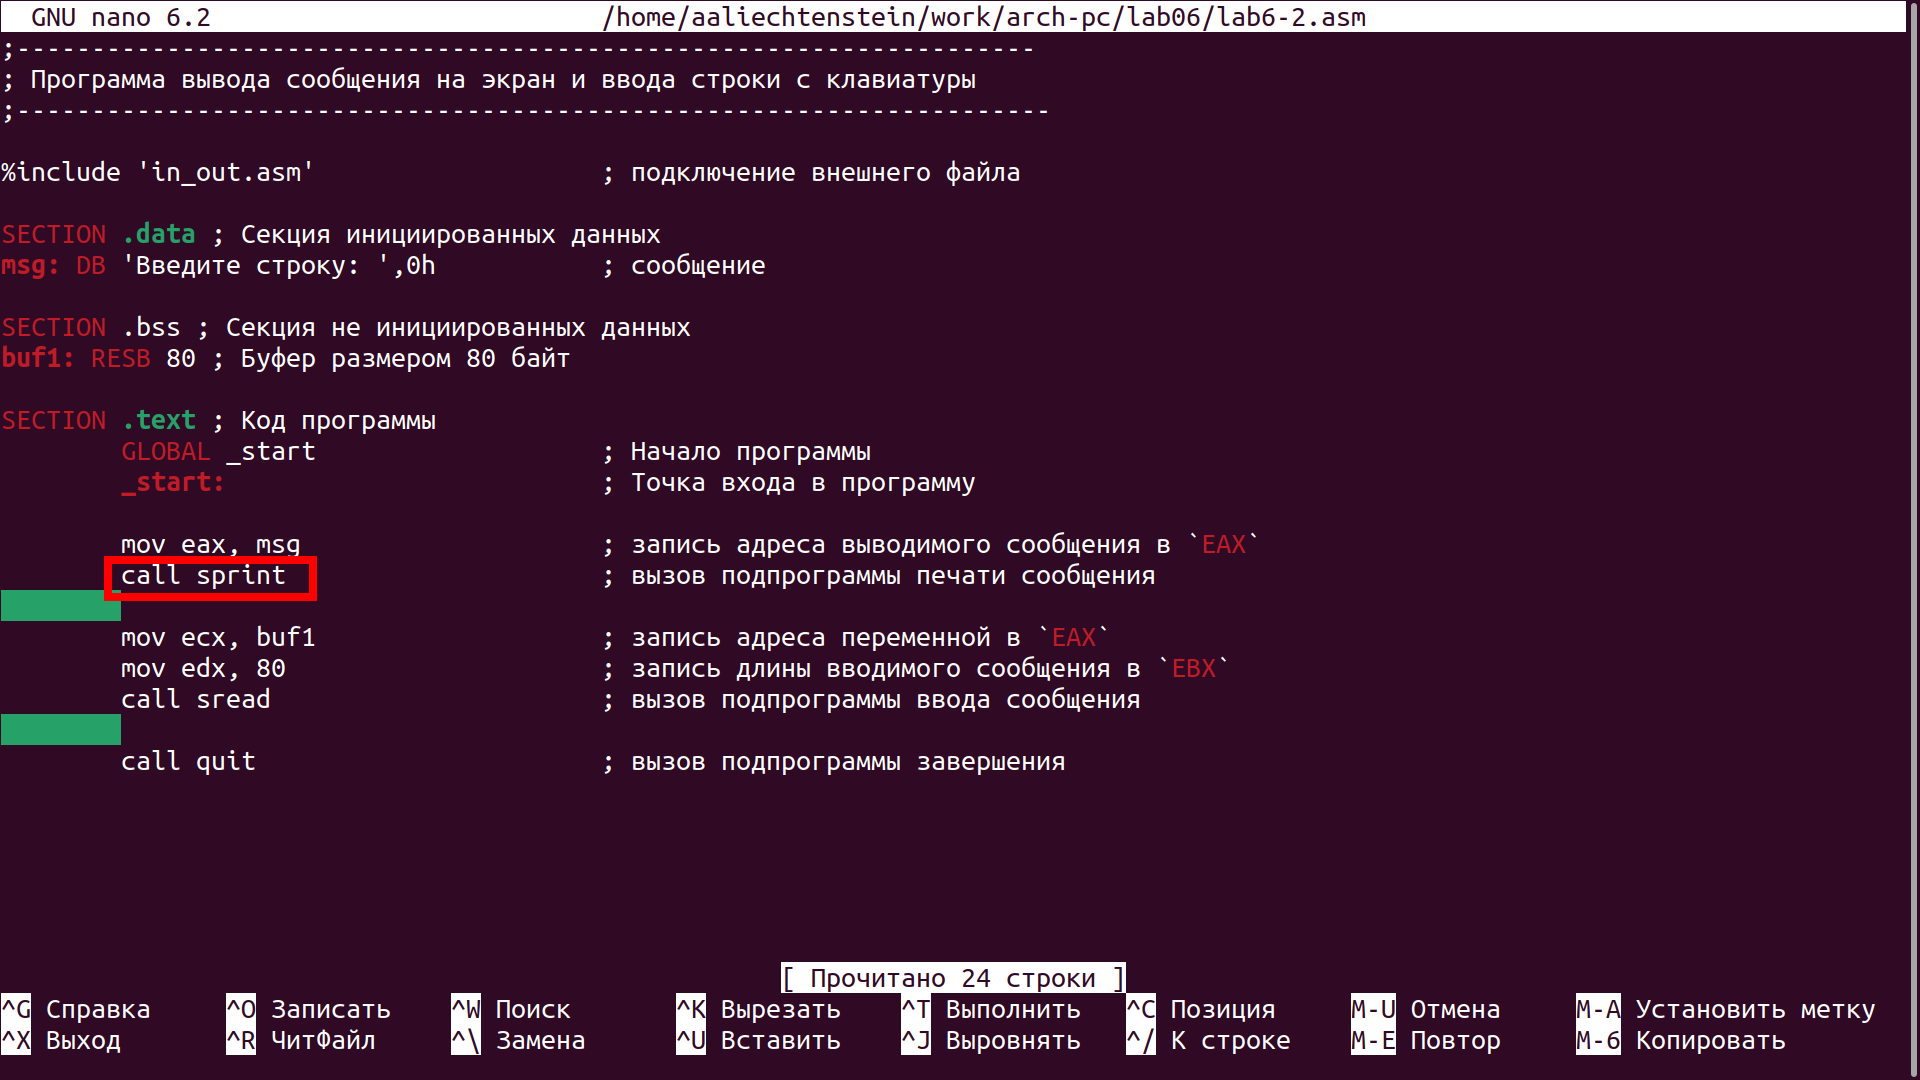 GNU nano 6.2 /home/aaliechtenstein/work/arch-pc/lab06/lab6-2.asm
;--------------------------------------------------------------------
; Программа вывода сообщения на экран и ввода строки с клавиатуры
;---------------------------------------------------------------------
%include 'in_out.asm' ; подключение внешнего файла
SECTION .data ; Секция инициированных данных
msg: DB 'Введите строку: ',0h ; сообщение
SECTION .bss ; Секция не инициированных данных
buf1: RESB 80 ; Буфер размером 80 байт
SECTION .text ; Код программы
GLOBAL _start ; Начало программы
_start: ; Точка входа в программу
mov eax, msg ; запись адреса выводимого сообщения в `EAX`
call sprint ; вызов подпрограммы печати сообщения
mov ecx, buf1 ; запись адреса переменной в `EAX`
mov edx, 80 ; запись длины вводимого сообщения в `EBX`
call sread ; вызов подпрограммы ввода сообщения
call quit ; вызов подпрограммы завершения
[ Прочитано 24 строки ]
^G Справка ^O Записать ^W Поиск ^K Вырезать ^T Выполнить ^C Позиция M-U Отмена M-A Установить метку
^X Выход ^R ЧитФайл ^\ Замена ^U Вставить ^J Выровнять ^/ К строке M-E Повтор M-6 Копировать